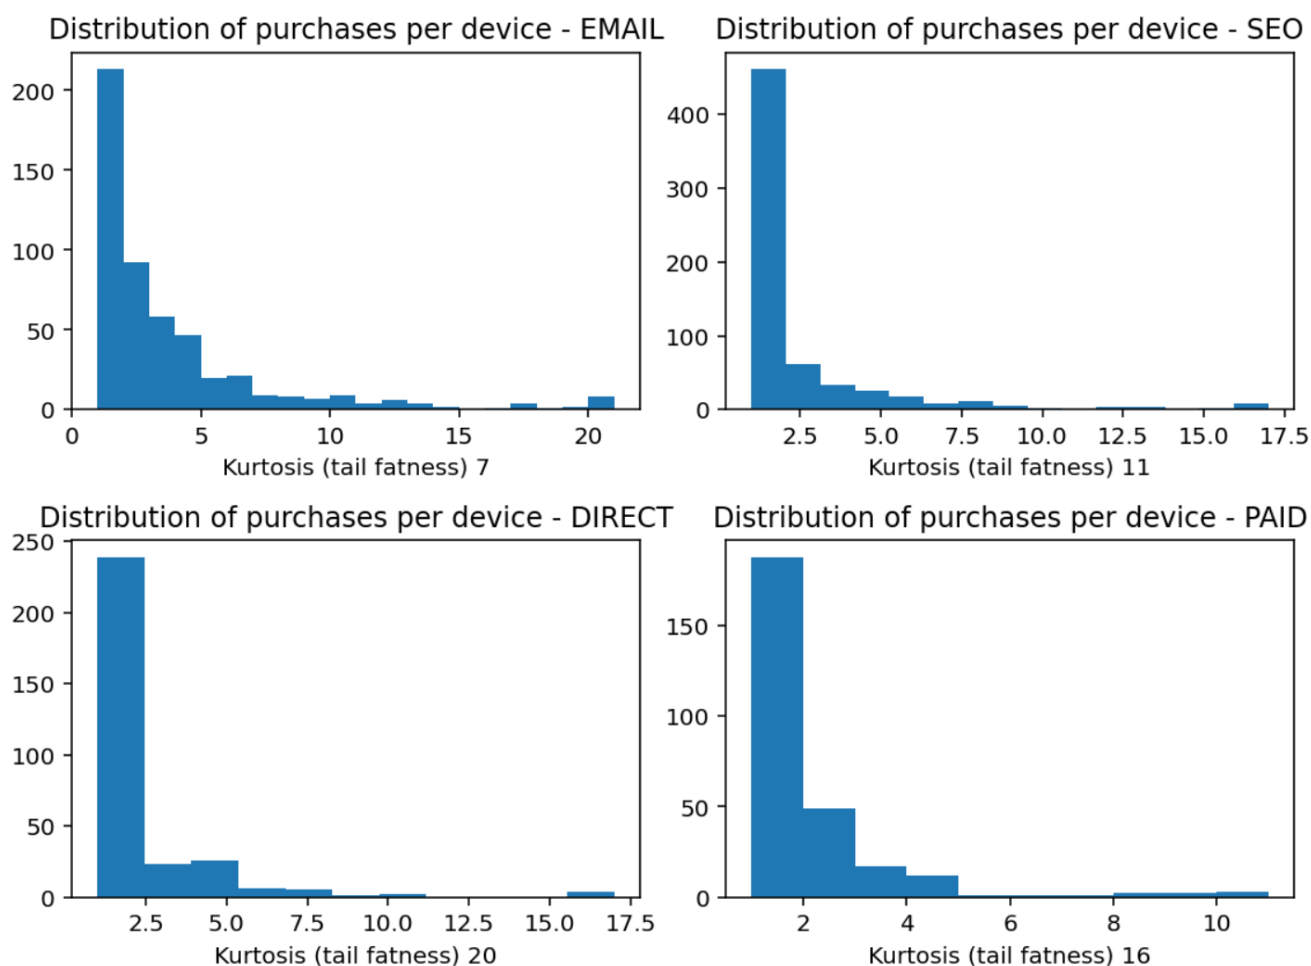 Distribution of purchases per device - EMAIL
200
150
100
50
0
0 5 10 15 20
Kurtosis (tail fatness) 7
Distribution of purchases per device - SEO
400
300
200
100
0
2.5 5.0 7.5 10.0 12.5 15.0 17.5
Kurtosis (tail fatness) 11
Distribution of purchases per device - DIRECT
250
200
150
100
50
0
2.5 5.0 7.5 10.0 12.5 15.0 17.5
Kurtosis (tail fatness) 20
Distribution of purchases per device - PAID
150
100
50
0
2 4 6 8 10
Kurtosis (tail fatness) 16